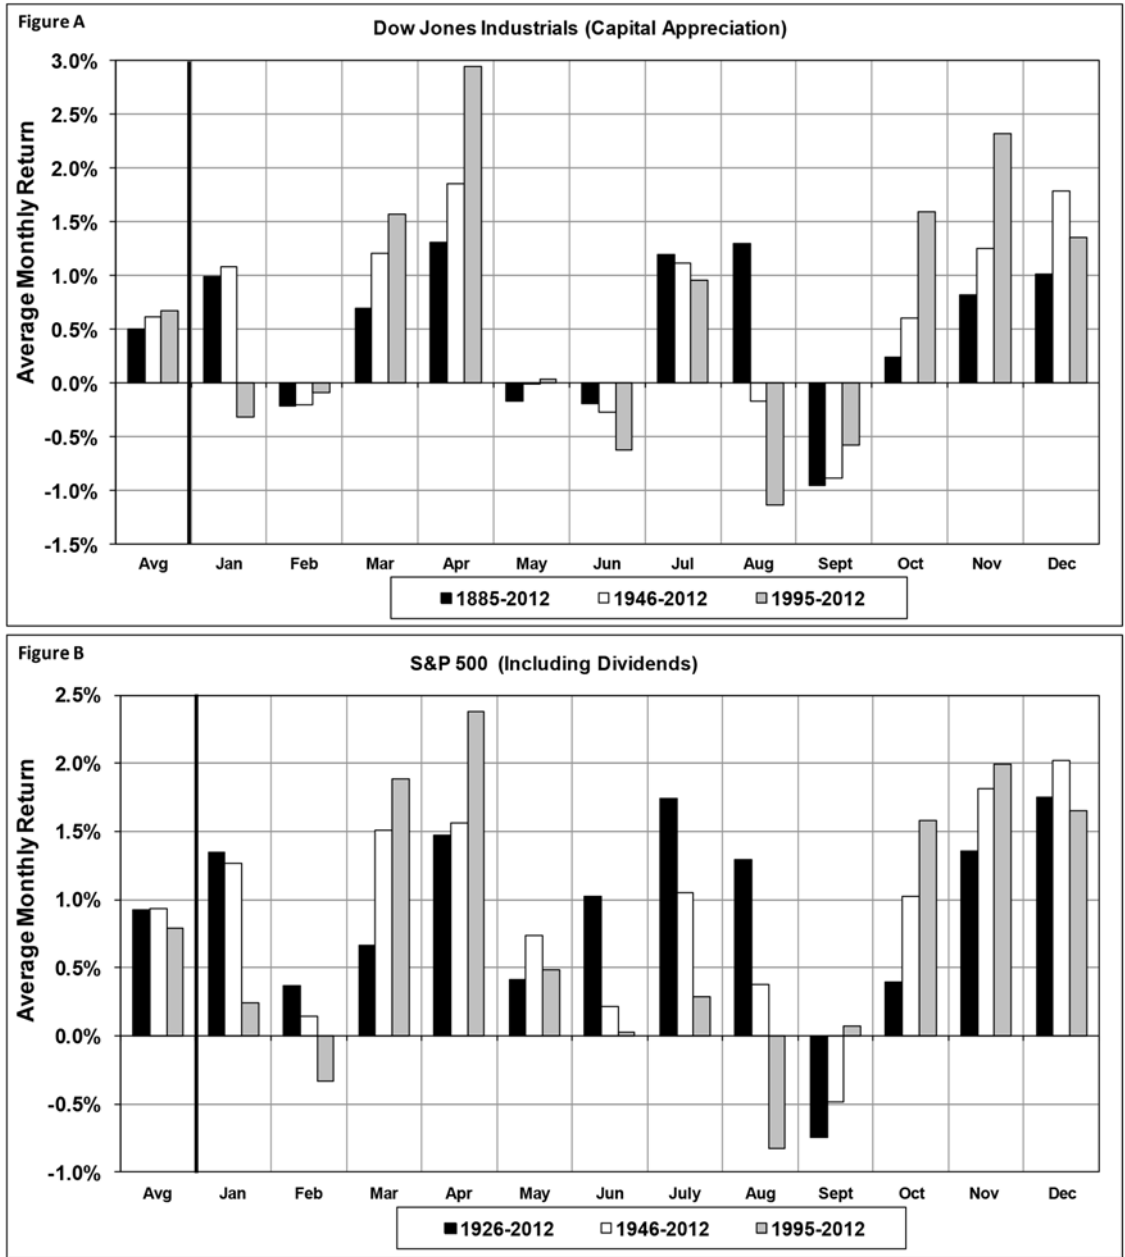 Figure A
Dow Jones Industrials (Capital Appreciation)
Average Monthly Return
3.0%
2.5%
2.0%
1.5%
1.0%
0.5%
0.0%
-0.5%
-1.0%
-1.5%
Avg Jan Feb Mar Apr May Jun Jul Aug Sept Oct Nov Dec
1885-2012 1946-2012 1995-2012
Figure B
S&P 500 (Including Dividends)
Average Monthly Return
2.5%
2.0%
1.5%
1.0%
0.5%
0.0%
-0.5%
-1.0%
Avg Jan Feb Mar Apr May Jun July Aug Sept Oct Nov Dec
1926-2012 1946-2012 1995-2012